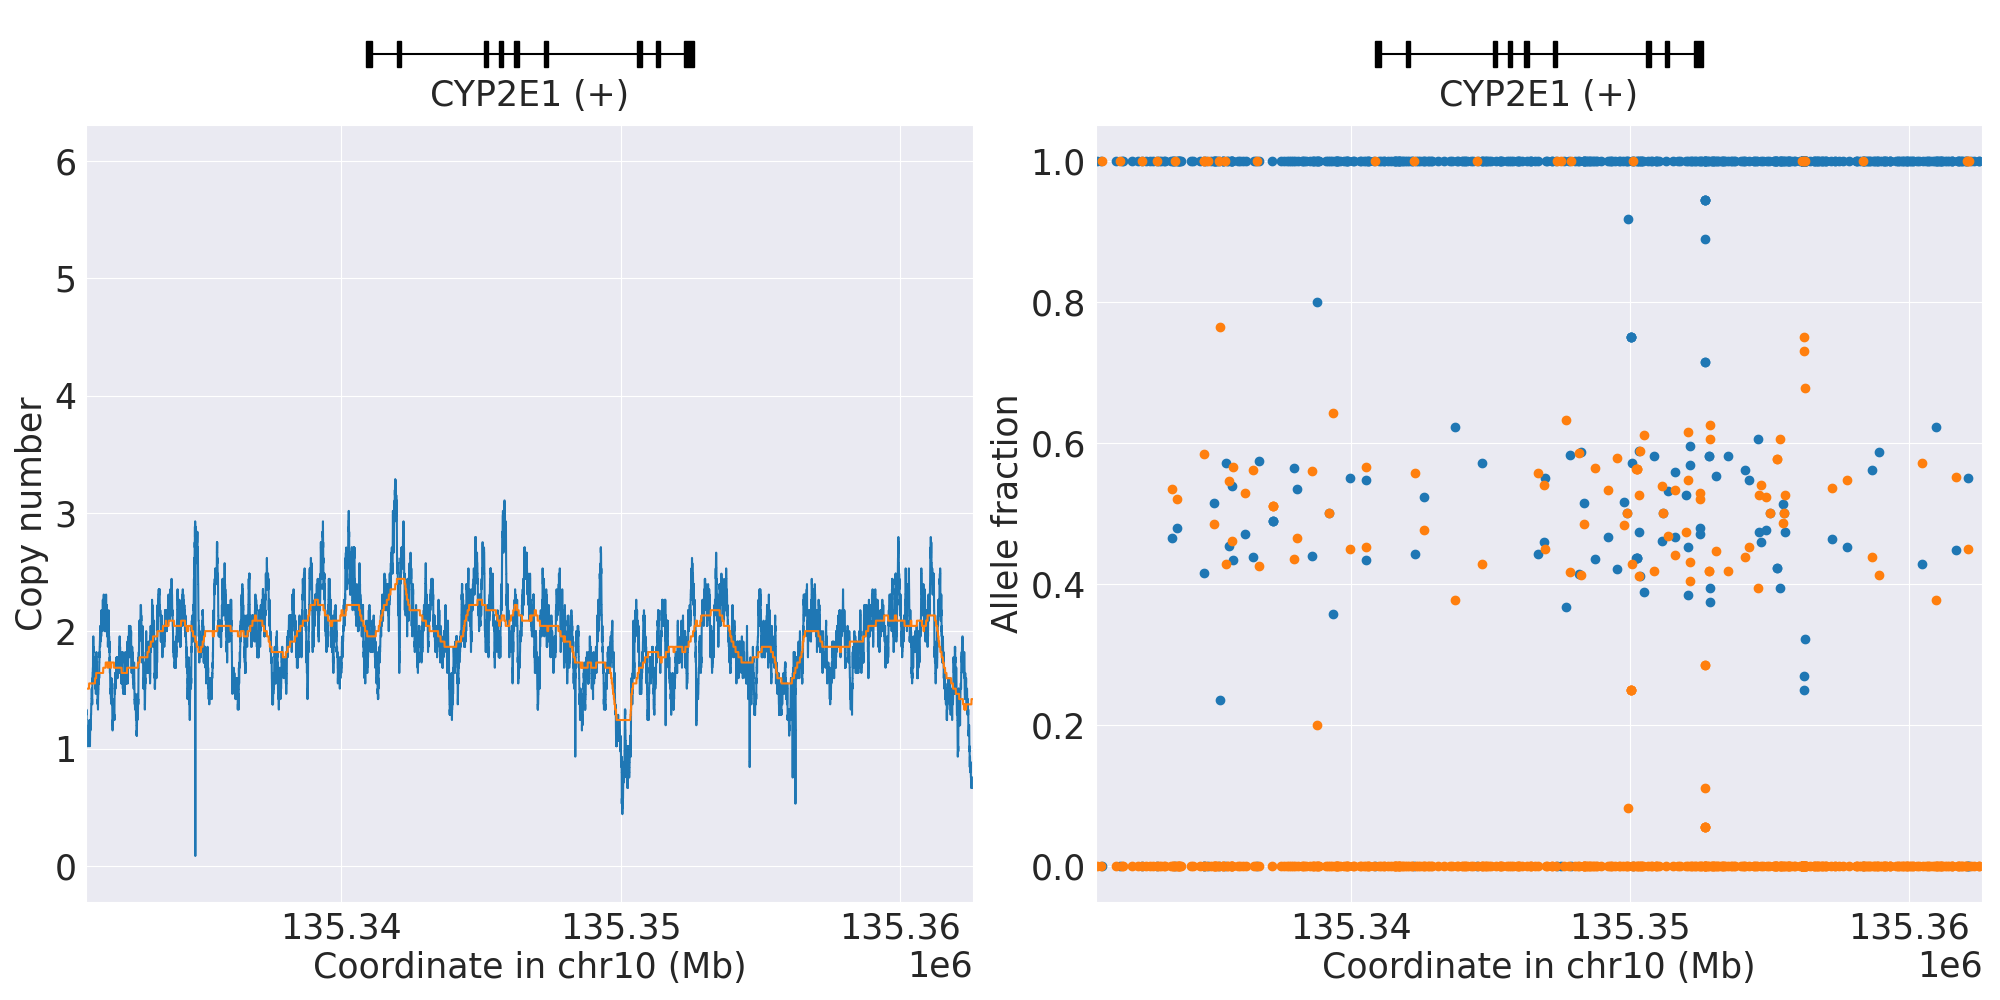 CYP2E1 (+)
CYP2E1 (+)
Copy number
6
5
4
3
2
1
0
135.34
135.35
135.36
Coordinate in chr10 (Mb)
1e6
Allele fraction
1.0
0.8
0.6
0.4
0.2
0.0
135.34
135.35
135.36
Coordinate in chr10 (Mb)
1e6